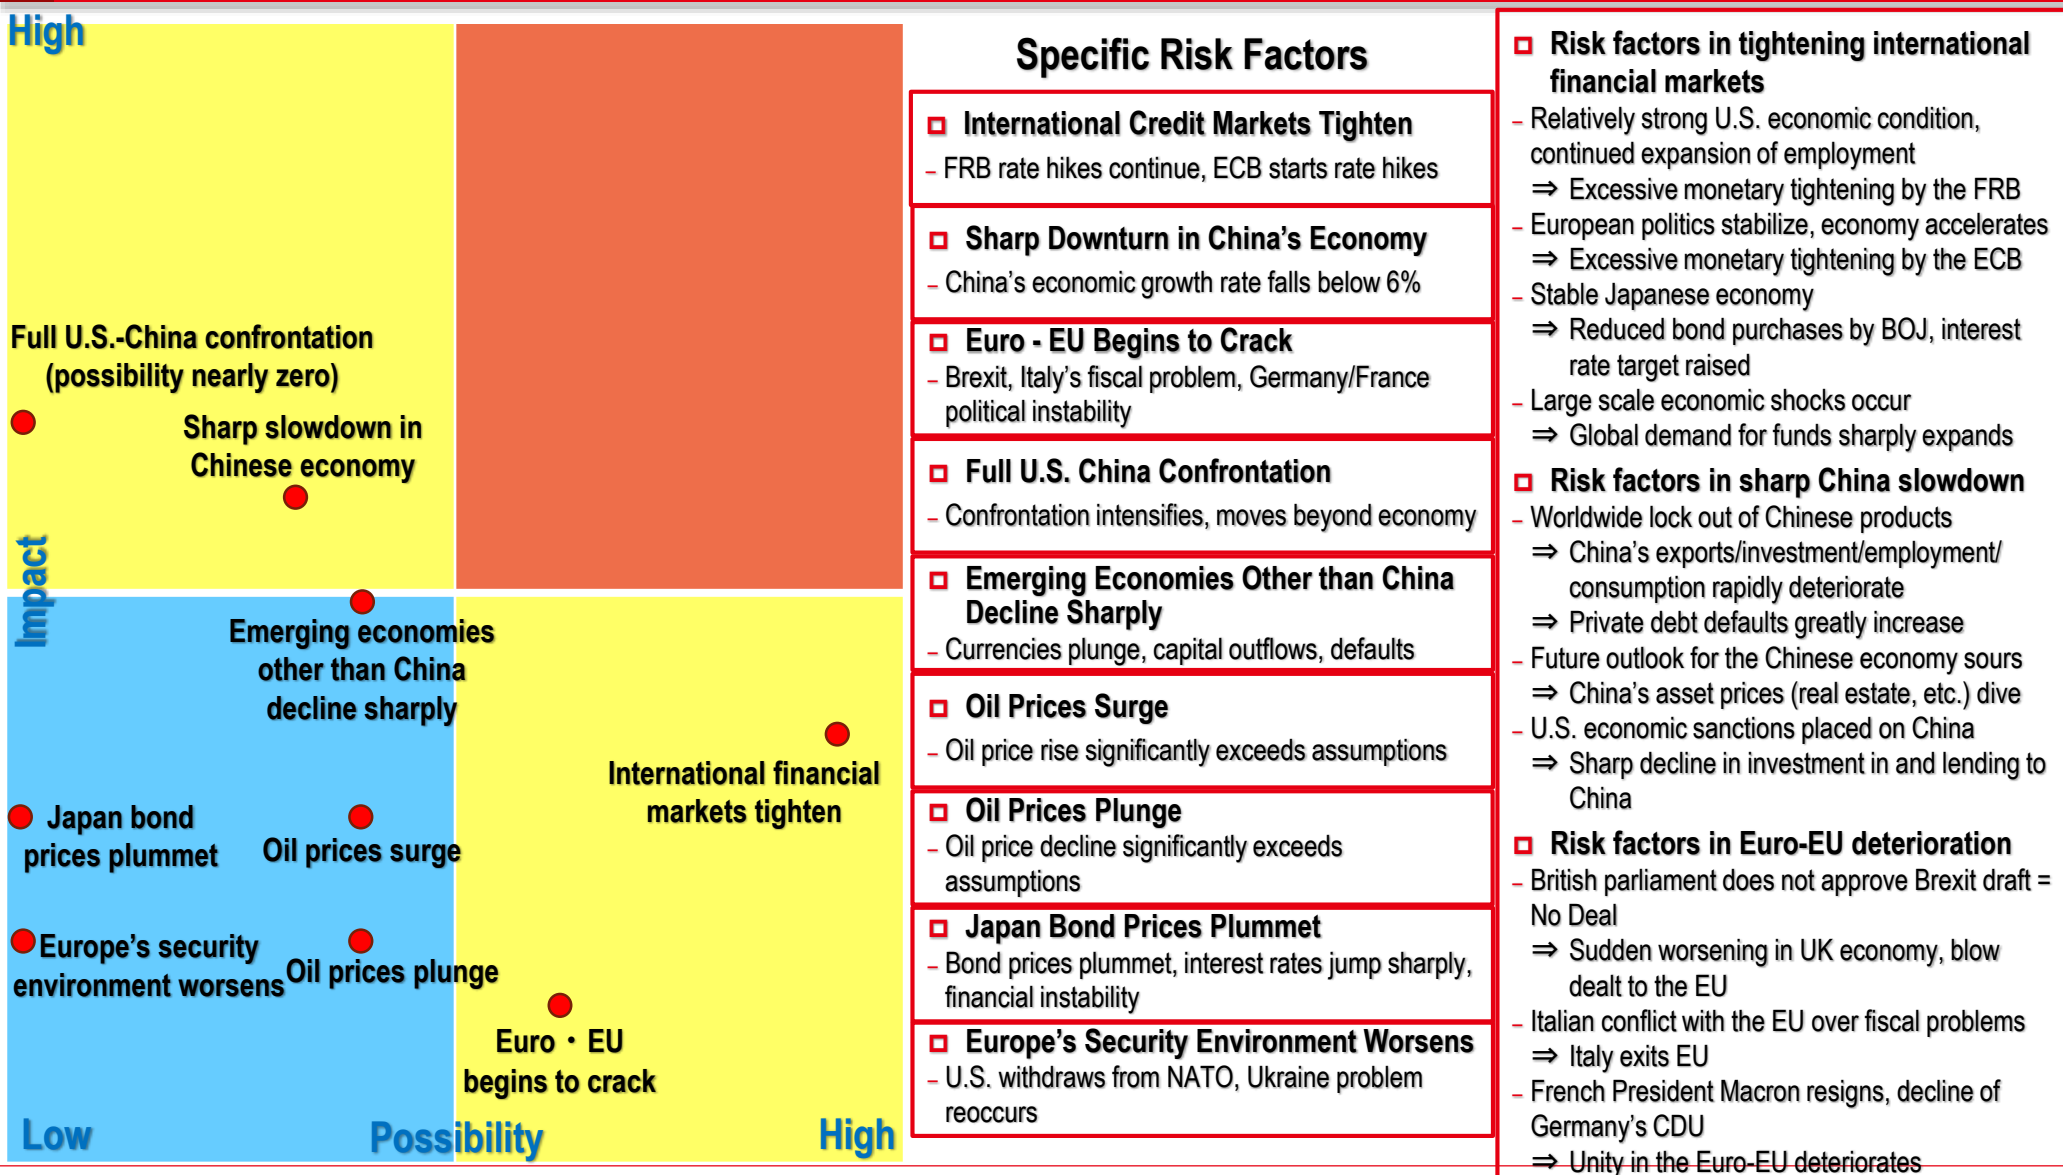 High
Full U.S.-China confrontation
(possibility nearly zero)
Sharp slowdown in
Chinese economy
Impact
Emerging economies
other than China
decline sharply
International financial
markets tighten
Japan bond
prices plummet
Oil prices surge
Europe's security
environment worsens
Oil prices plunge
Euro・EU
begins to crack
Low
Possibility
High
Specific Risk Factors
International Credit Markets Tighten
– FRB rate hikes continue, ECB starts rate hikes
Sharp Downturn in China's Economy
– China's economic growth rate falls below 6%
Euro - EU Begins to Crack
– Brexit, Italy's fiscal problem, Germany/France
political instability
Full U.S. China Confrontation
– Confrontation intensifies, moves beyond economy
Emerging Economies Other than China
Decline Sharply
– Currencies plunge, capital outflows, defaults
Oil Prices Surge
– Oil price rise significantly exceeds assumptions
Oil Prices Plunge
– Oil price decline significantly exceeds
assumptions
Japan Bond Prices Plummet
– Bond prices plummet, interest rates jump sharply,
financial instability
Europe's Security Environment Worsens
– U.S. withdraws from NATO, Ukraine problem
reoccurs
Risk factors in tightening international
financial markets
– Relatively strong U.S. economic condition,
continued expansion of employment
⇒ Excessive monetary tightening by the FRB
– European politics stabilize, economy accelerates
⇒ Excessive monetary tightening by the ECB
– Stable Japanese economy
⇒ Reduced bond purchases by BOJ, interest
rate target raised
– Large scale economic shocks occur
⇒ Global demand for funds sharply expands
Risk factors in sharp China slowdown
– Worldwide lock out of Chinese products
⇒ China's exports/investment/employment/
consumption rapidly deteriorate
⇒ Private debt defaults greatly increase
– Future outlook for the Chinese economy sours
⇒ China's asset prices (real estate, etc.) dive
– U.S. economic sanctions placed on China
⇒ Sharp decline in investment in and lending to
China
Risk factors in Euro-EU deterioration
– British parliament does not approve Brexit draft =
No Deal
⇒ Sudden worsening in UK economy, blow
dealt to the EU
– Italian conflict with the EU over fiscal problems
⇒ Italy exits EU
– French President Macron resigns, decline of
Germany's CDU
⇒ Unity in the Euro-EU deteriorates